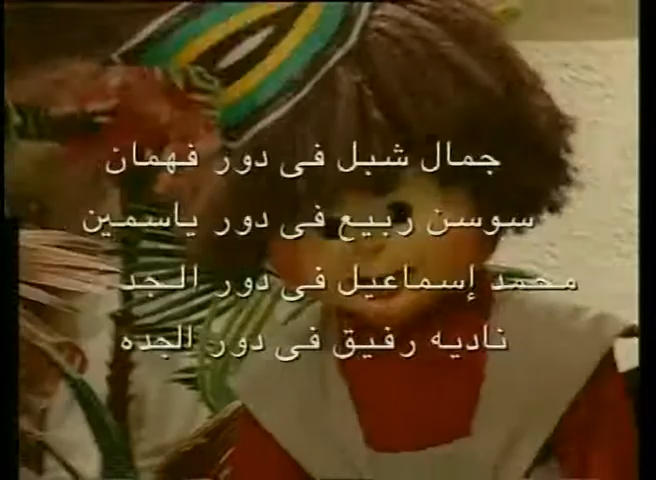 جمال شبل فى دور فهمان
سوسن ربيع فى دور ياسمين
محمد إسماعيل فى دور الجد
ناديه رفيق فى دور الجده